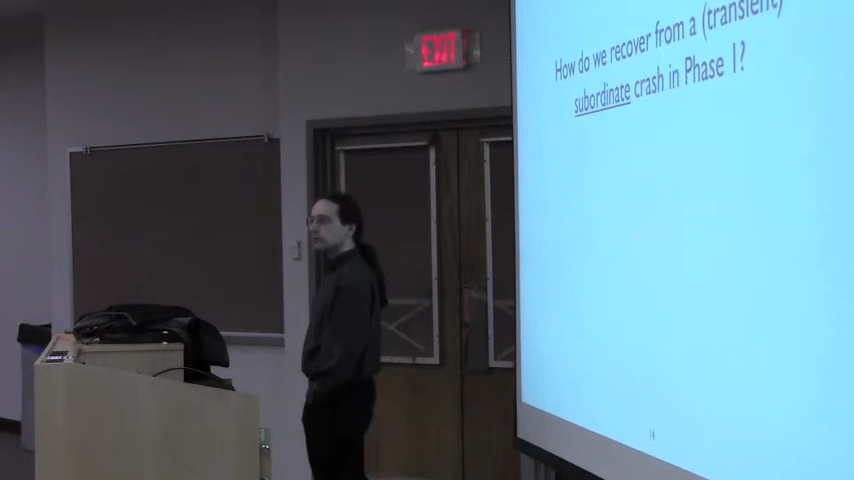 EXIT
How do we recover from a (transient)
subordinate crash in Phase 1?
14